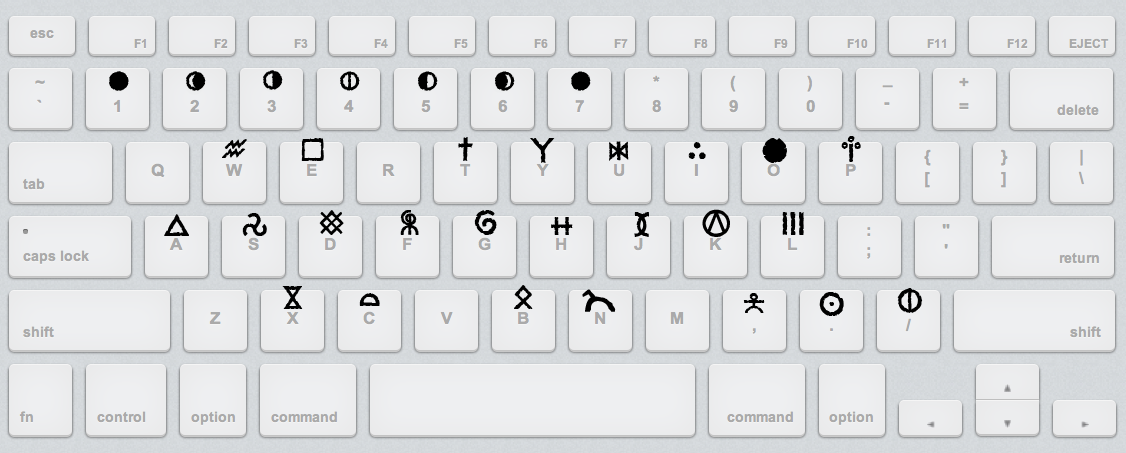 esc F1 F2 F3 F4 F5 F6 F7 F8 F9 F10 F11 F12 EJECT
~ * ( ) _ +
` 1 2 3 4 5 6 7 8 9 0 - = delete
{ } |
tab Q W E R T Y U I O P [ ] \
: "
caps lock A S D F G H J K L ; '  return
shift Z X C V B N M , . / shift
fn control option command command option